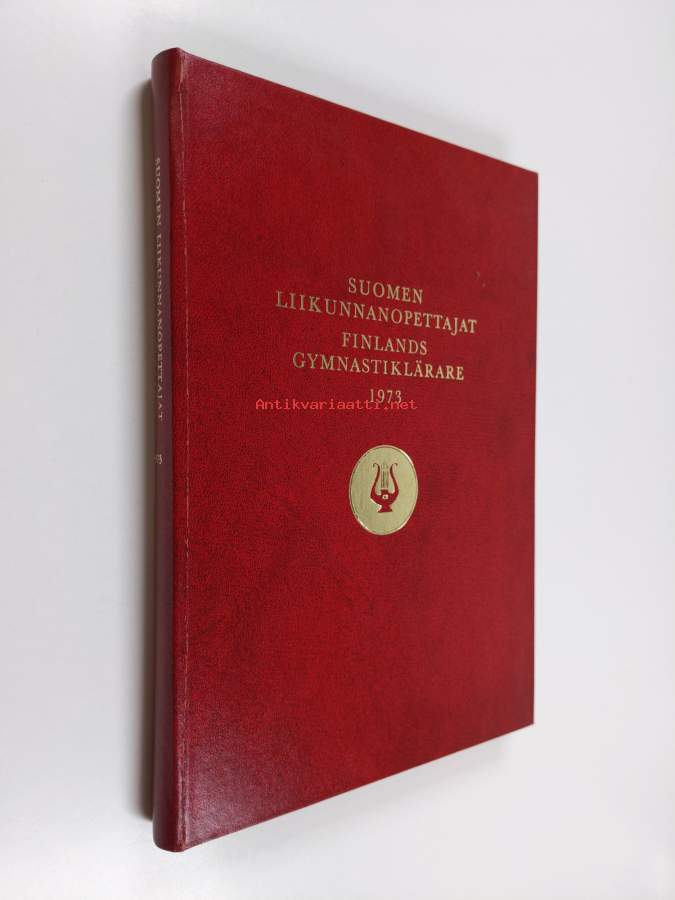 SUOMEN
LIIKUNNANOPETTAJAT
FINLANDS
GYMNASTIKLÄRARE
1973
Antikvariaatti.net
SUOMEN LIIKUNNANOPETTAJAT